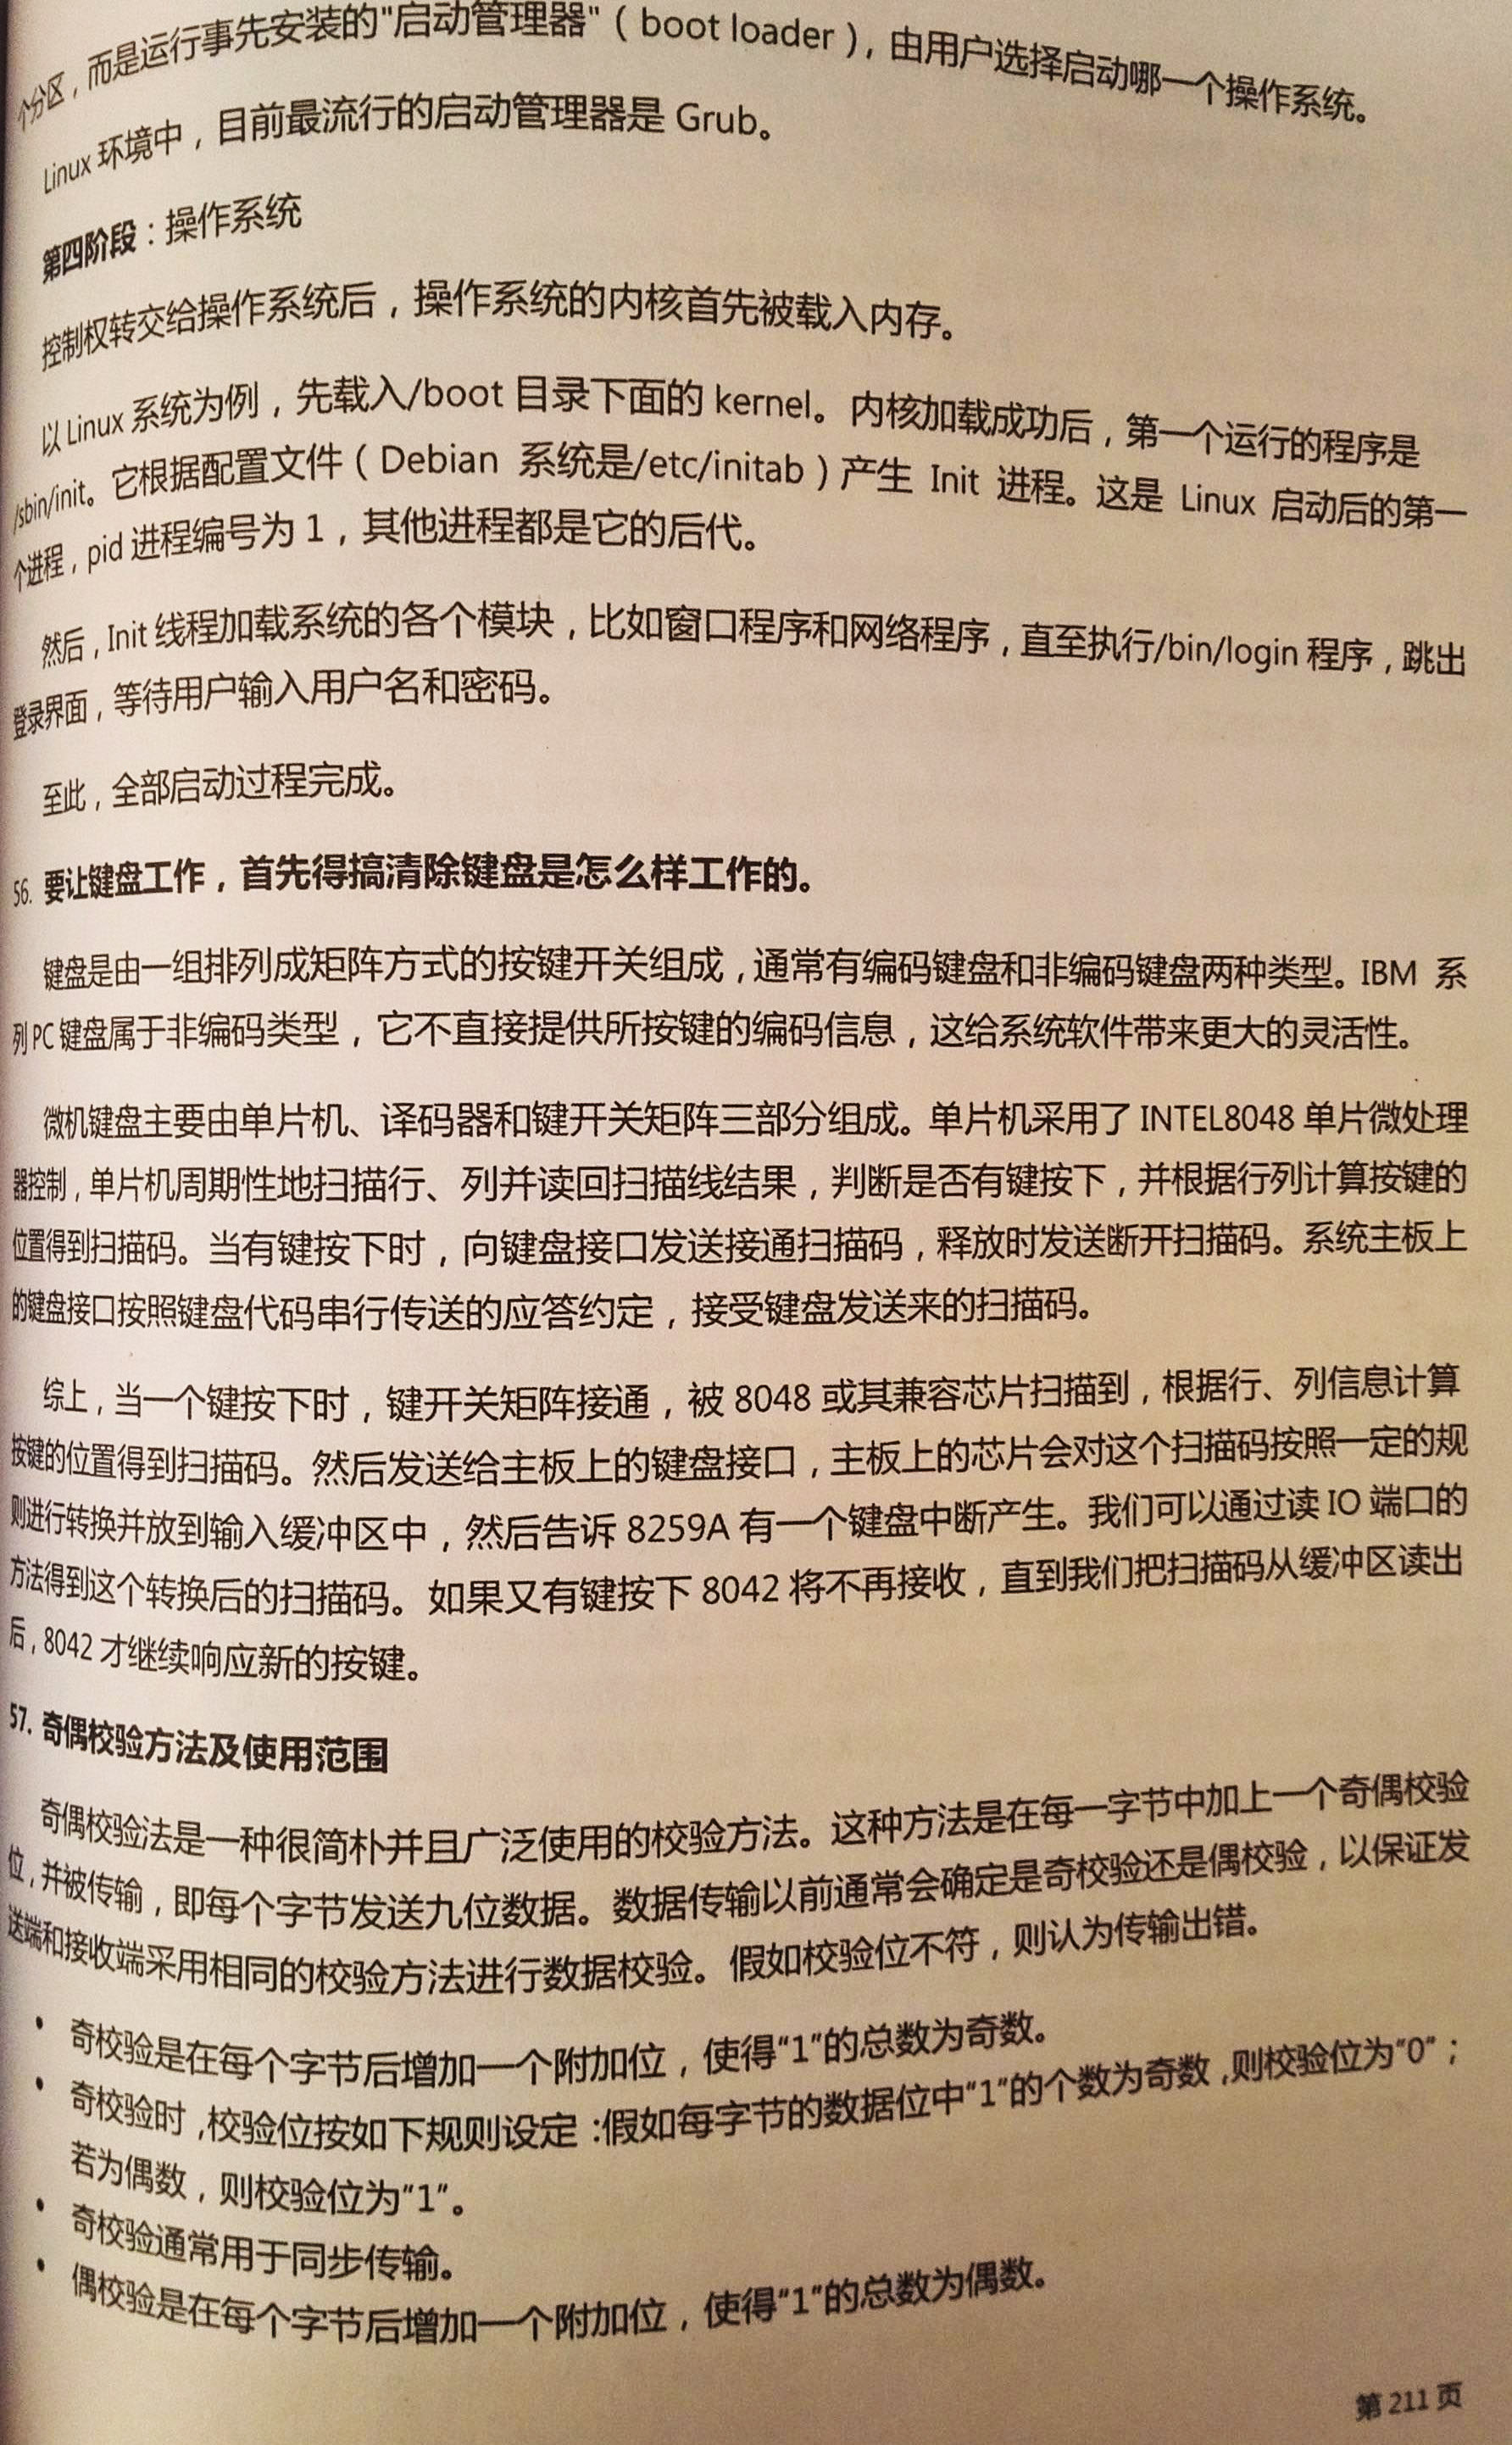 个分区，而是运行事先安装的"启动管理器"（boot loader），由用户选择启动哪一个操作系统。
Linux 环境中，目前最流行的启动管理器是 Grub。
第四阶段：操作系统
控制权转交给操作系统后，操作系统的内核首先被载入内存。
以 Linux 系统为例，先载入/boot 目录下面的 kernel。内核加载成功后，第一个运行的程序是
/sbin/init。它根据配置文件（Debian 系统是/etc/initab）产生 Init 进程。这是 Linux 启动后的第一
个进程，pid 进程编号为 1，其他进程都是它的后代。
然后，Init 线程加载系统的各个模块，比如窗口程序和网络程序，直至执行/bin/login 程序，跳出
登录界面，等待用户输入用户名和密码。
至此，全部启动过程完成。
56. 要让键盘工作，首先得搞清除键盘是怎么样工作的。
键盘是由一组排列成矩阵方式的按键开关组成，通常有编码键盘和非编码键盘两种类型。IBM 系
列 PC 键盘属于非编码类型，它不直接提供所按键的编码信息，这给系统软件带来更大的灵活性。
微机键盘主要由单片机、译码器和键开关矩阵三部分组成。单片机采用了 INTEL8048 单片微处理
器控制，单片机周期性地扫描行、列并读回扫描线结果，判断是否有键按下，并根据行列计算按键的
位置得到扫描码。当有键按下时，向键盘接口发送接通扫描码，释放时发送断开扫描码。系统主板上
的键盘接口按照键盘代码串行传送的应答约定，接受键盘发送来的扫描码。
综上，当一个键按下时，键开关矩阵接通，被 8048 或其兼容芯片扫描到，根据行、列信息计算
按键的位置得到扫描码。然后发送给主板上的键盘接口，主板上的芯片会对这个扫描码按照一定的规
则进行转换并放到输入缓冲区中，然后告诉 8259A 有一个键盘中断产生。我们可以通过读 IO 端口的
方法得到这个转换后的扫描码。如果又有键按下 8042 将不再接收，直到我们把扫描码从缓冲区读出
后，8042 才继续响应新的按键。
57. 奇偶校验方法及使用范围
奇偶校验法是一种很简朴并且广泛使用的校验方法。这种方法是在每一字节中加上一个奇偶校验
位，并被传输，即每个字节发送九位数据。数据传输以前通常会确定是奇校验还是偶校验，以保证发
送端和接收端采用相同的校验方法进行数据校验。假如校验位不符，则认为传输出错。
• 奇校验是在每个字节后增加一个附加位，使得"1"的总数为奇数。
• 奇校验时，校验位按如下规则设定：假如每字节的数据位中"1"的个数为奇数，则校验位为"0"；
若为偶数，则校验位为"1"。
• 奇校验通常用于同步传输。
• 偶校验是在每个字节后增加一个附加位，使得"1"的总数为偶数。
第 211 页